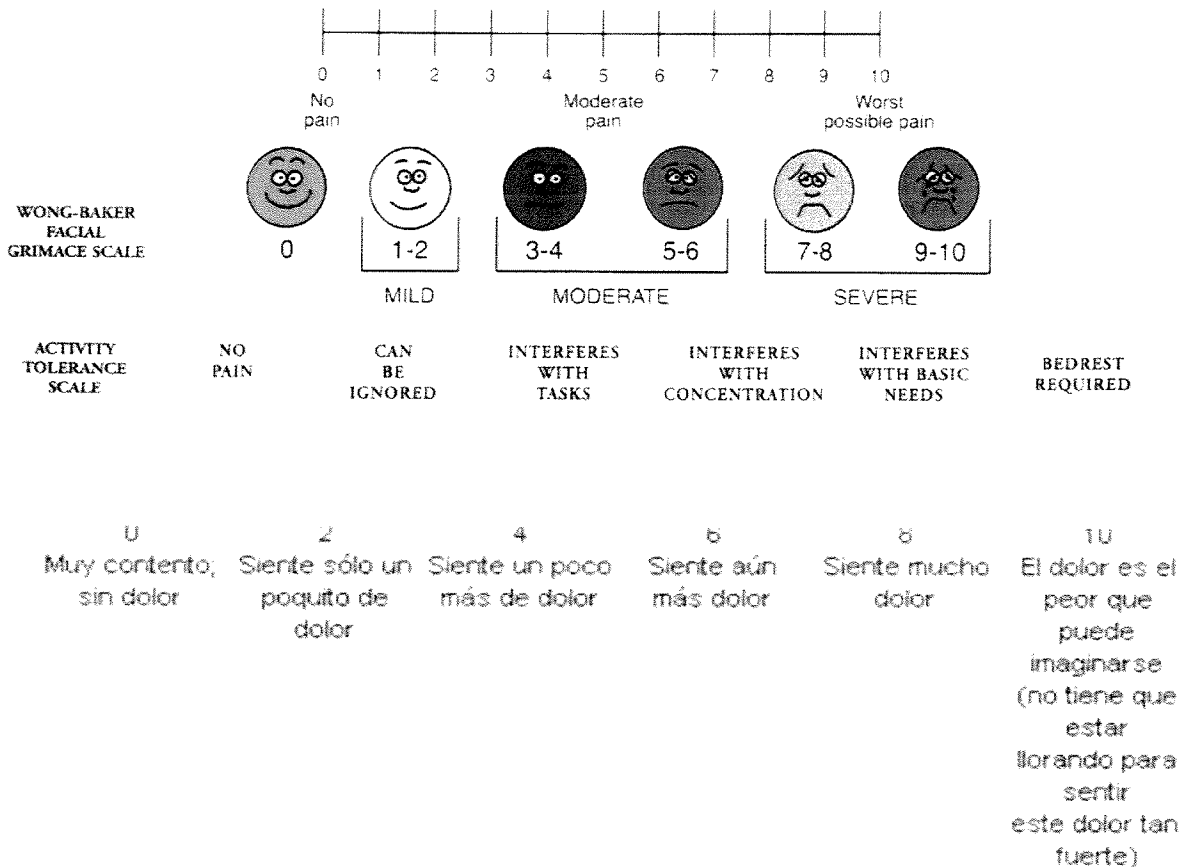 0 1 2 3 4 5 6 7 8 9 10
No
pain
Moderate
pain
Worst
possible pain
WONG-BAKER
FACIAL
GRIMACE SCALE
0 1-2 3-4 5-6 7-8 9-10
MILD MODERATE SEVERE
ACTIVITY
TOLERANCE
SCALE
NO
PAIN
CAN
BE
IGNORED
INTERFERES
WITH
TASKS
INTERFERES
WITH
CONCENTRATION
INTERFERES
WITH BASIC
NEEDS
BEDREST
REQUIRED
0
Muy contento;
sin dolor
2
Siente sólo un
poquito de
dolor
4
Siente un poco
más de dolor
6
Siente aún
más dolor
8
Siente mucho
dolor
10
El dolor es el
peor que
puede
imaginarse
(no tiene que
estar
llorando para
sentir
este dolor tan
fuerte)